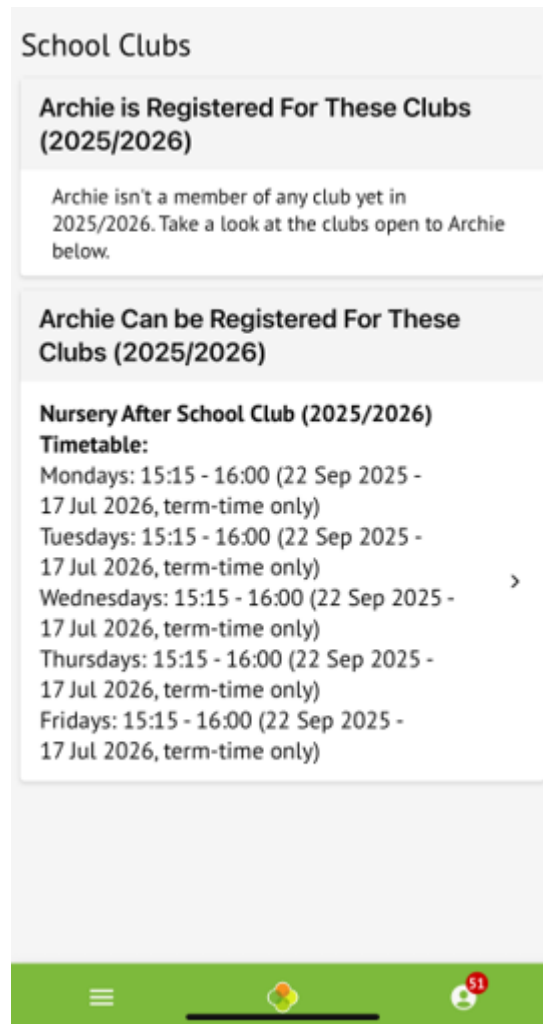 School Clubs
Archie is Registered For These Clubs
(2025/2026)
Archie isn't a member of any club yet in
2025/2026. Take a look at the clubs open to Archie
below.
Archie Can be Registered For These
Clubs (2025/2026)
Nursery After School Club (2025/2026)
Timetable:
Mondays: 15:15 - 16:00 (22 Sep 2025 -
17 Jul 2026, term-time only)
Tuesdays: 15:15 - 16:00 (22 Sep 2025 -
17 Jul 2026, term-time only)
Wednesdays: 15:15 - 16:00 (22 Sep 2025 -
17 Jul 2026, term-time only)
Thursdays: 15:15 - 16:00 (22 Sep 2025 -
17 Jul 2026, term-time only)
Fridays: 15:15 - 16:00 (22 Sep 2025 -
17 Jul 2026, term-time only)
51